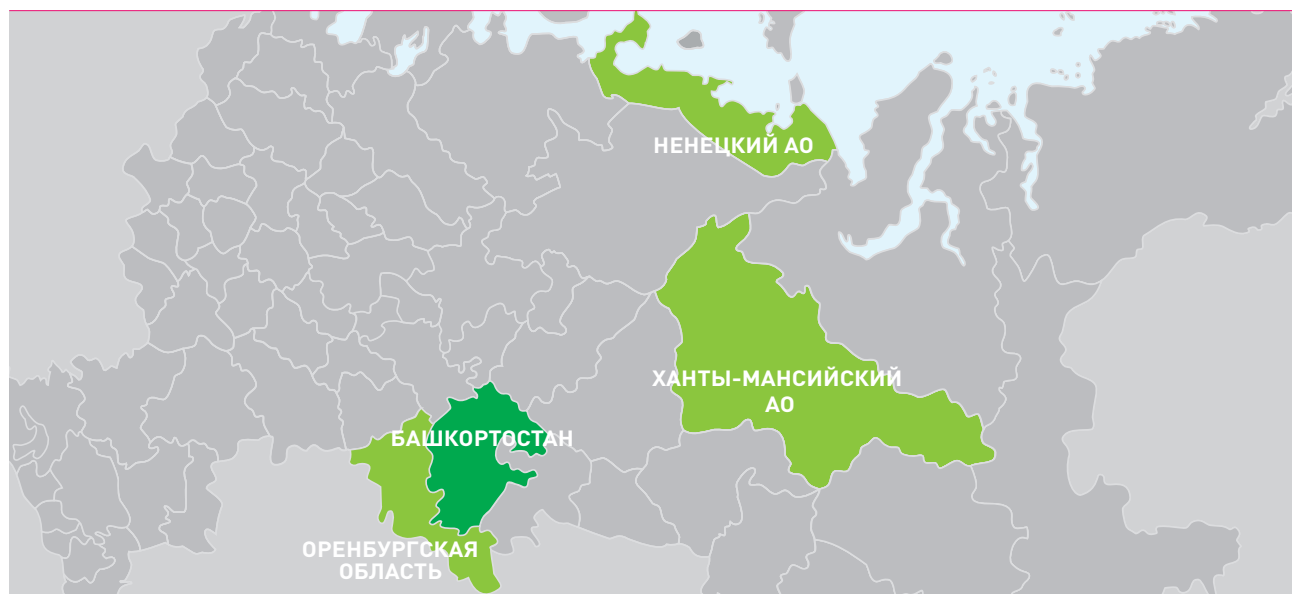 НЕНЕЦКИЙ АО
ХАНТЫ-МАНСИЙСКИЙ
АО
БАШКОРТОСТАН
ОРЕНБУРГСКАЯ
ОБЛАСТЬ